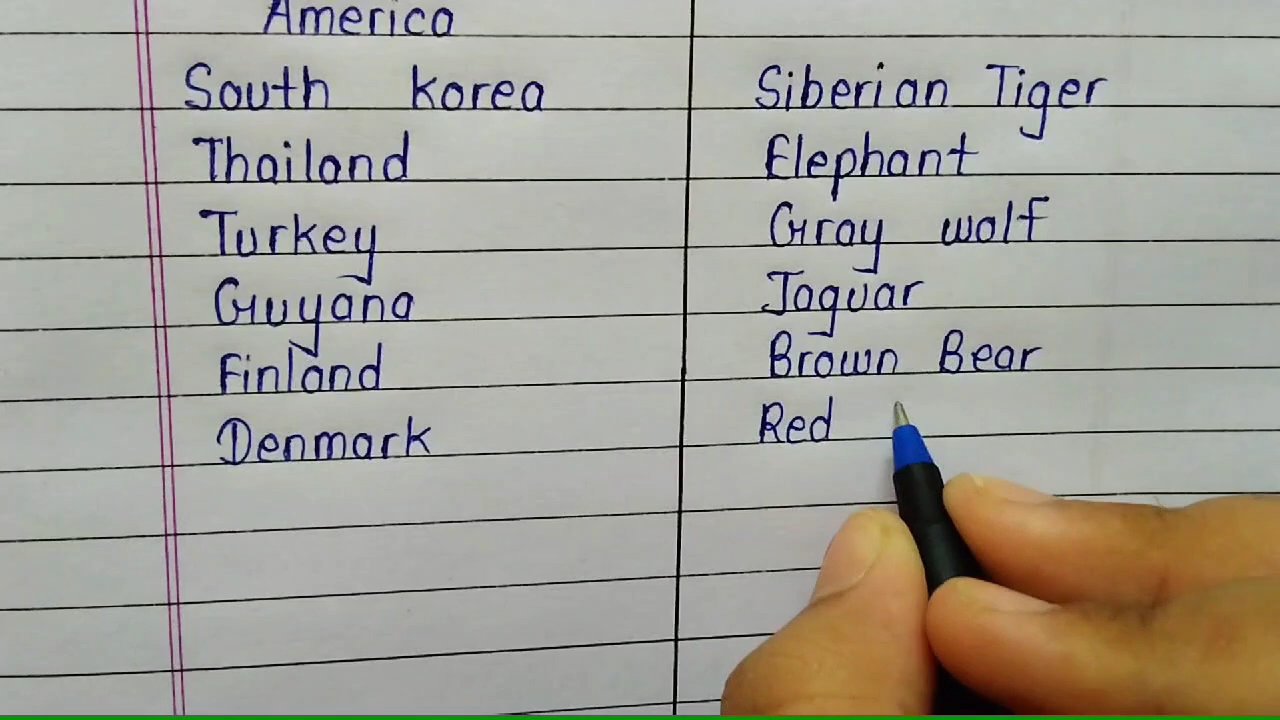 America
South korea Siberian Tiger
Thailand Elephant
Turkey Gray wolf
Guyana Jaguar
Finland Brown Bear
Denmark Red